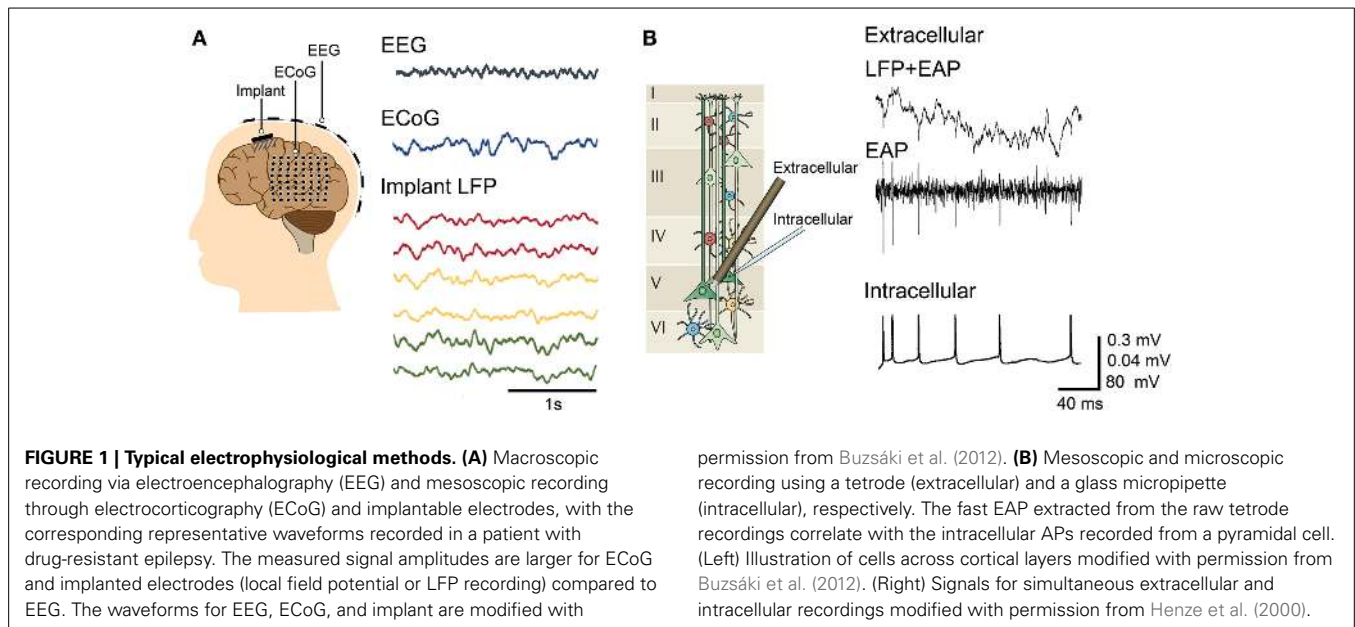 A
EEG
ECoG
Implant
EEG
ECoG
Implant LFP
1s
B
I
II
III
IV
V
VI
Extracellular
Intracellular
Extracellular
LFP+EAP
EAP
Intracellular
0.3 mV
0.04 mV
80 mV
40 ms
FIGURE 1 | Typical electrophysiological methods. (A) Macroscopic
recording via electroencephalography (EEG) and mesoscopic recording
through electrocorticography (ECoG) and implantable electrodes, with the
corresponding representative waveforms recorded in a patient with
drug-resistant epilepsy. The measured signal amplitudes are larger for ECoG
and implanted electrodes (local field potential or LFP recording) compared to
EEG. The waveforms for EEG, ECoG, and implant are modified with
permission from Buzsáki et al. (2012). (B) Mesoscopic and microscopic
recording using a tetrode (extracellular) and a glass micropipette
(intracellular), respectively. The fast EAP extracted from the raw tetrode
recordings correlate with the intracellular APs recorded from a pyramidal cell.
(Left) Illustration of cells across cortical layers modified with permission from
Buzsáki et al. (2012). (Right) Signals for simultaneous extracellular and
intracellular recordings modified with permission from Henze et al. (2000).